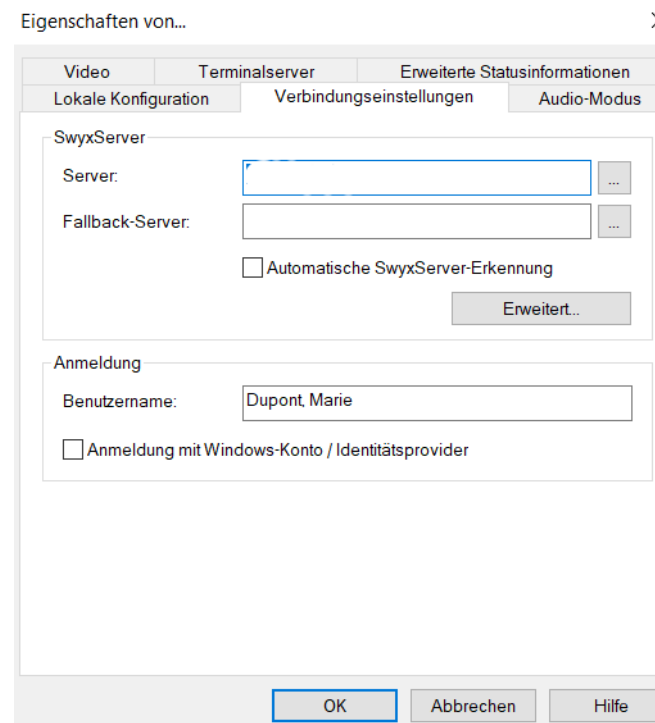 Eigenschaften von...
Video Terminalserver Erweiterte Statusinformationen
Lokale Konfiguration Verbindungseinstellungen Audio-Modus
SwyxServer
Server:
...
Fallback-Server:
...
Automatische SwyxServer-Erkennung
Erweitert...
Anmeldung
Benutzername: Dupont, Marie
Anmeldung mit Windows-Konto / Identitätsprovider
OK Abbrechen Hilfe